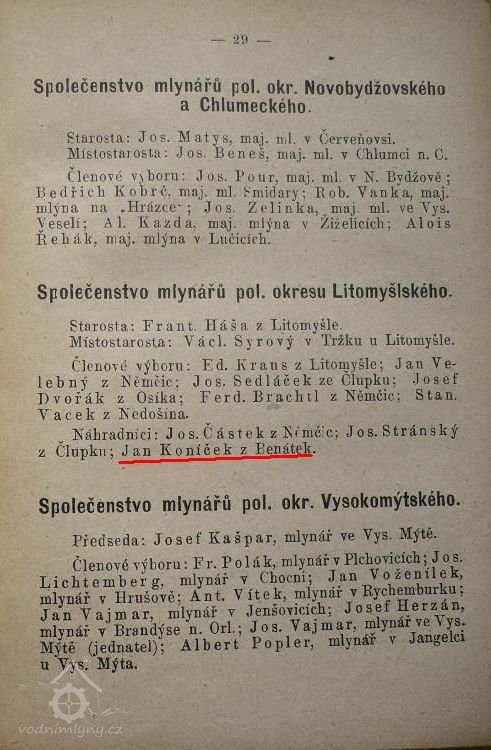 — 29 —
Společenstvo mlynářů pol. okr. Novobydžovského
a Chlumeckého.
Starosta: Jos. Matys, maj. ml. v Červeňovsi.
Místostarosta: Jos. Beneš, maj. ml. v Chlumci n. C.
Členové výboru: Jos. Pour, maj. ml. v N. Bydžově;
Bedřich Kobrč, maj. ml. Smidary; Rob. Vanka, maj.
mlýna na „Hrázce“; Jos. Zelinka, maj. ml. ve Vys.
Veselí; Al. Kazda, maj. mlýna v Žiželicích; Alois
Řehák, maj. mlýna v Lučicích.
Společenstvo mlynářů pol. okresu Litomyšlského.
Starosta: Frant. Háša z Litomyšle.
Místostarosta: Václ. Syrový v Tržku u Litomyšle.
Členové výboru: Ed. Kraus z Litomyšle; Jan Ve-
lebný z Němčic; Jos. Sedláček ze Člupku; Josef
Dvořák z Osíka; Ferd. Brachtl z Němčic; Stan.
Vacek z Nedošína.
Náhradníci: Jos. Částek z Němčic; Jos. Stránský
z Člupku; Jan Koníček z Benátek.
Společenstvo mlynářů pol. okr. Vysokomýtského.
Předseda: Josef Kašpar, mlynář ve Vys. Mýtě.
Členové výboru: Fr. Polák, mlynář v Plchovicích; Jos.
Lichtemberg, mlynář v Chocni; Jan Voženílek,
mlynář v Hrušové; Ant. Vítek, mlynář v Rychemburku;
Jan Vajmar, mlynář v Jenšovicích; Josef Herzán,
mlynář v Brandýse n. Orl.; Jos. Vajmar, mlynář ve Vys.
Mýtě (jednatel); Albert Popler, mlynář v Jangelci
u Vys. Mýta.
vodnimlyny.cz